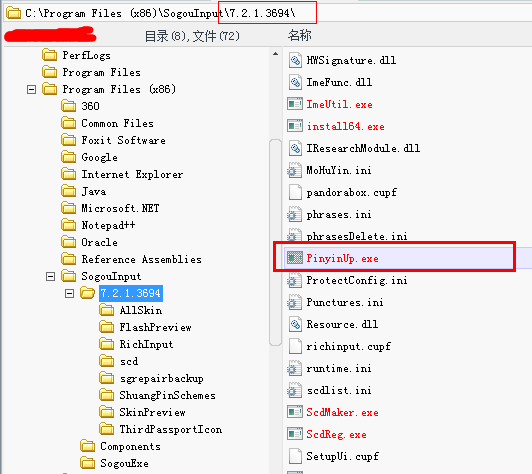 C:\Program Files (x86)\SogouInput\7.2.1.3694\
目录(8),文件(72)
名称
PerfLogs
Program Files
Program Files (x86)
360
Common Files
Foxit Software
Google
Internet Explorer
Java
Microsoft.NET
Notepad++
Oracle
Reference Assemblies
SogouInput
7.2.1.3694
AllSkin
FlashPreview
RichInput
scd
sgrepairbackup
ShuangPinSchemes
SkinPreview
ThirdPassportIcon
Components
SogouExe
HWSignature.dll
ImeFunc.dll
ImeUtil.exe
install64.exe
IResearchModule.dll
MoHuYin.ini
pandorabox.cupf
phrases.ini
phrasesDelete.ini
PinyinUp.exe
ProtectConfig.ini
Punctures.ini
Resource.dll
richinput.cupf
runtime.ini
scdlist.ini
ScdMaker.exe
ScdReg.exe
SetupUi.cupf